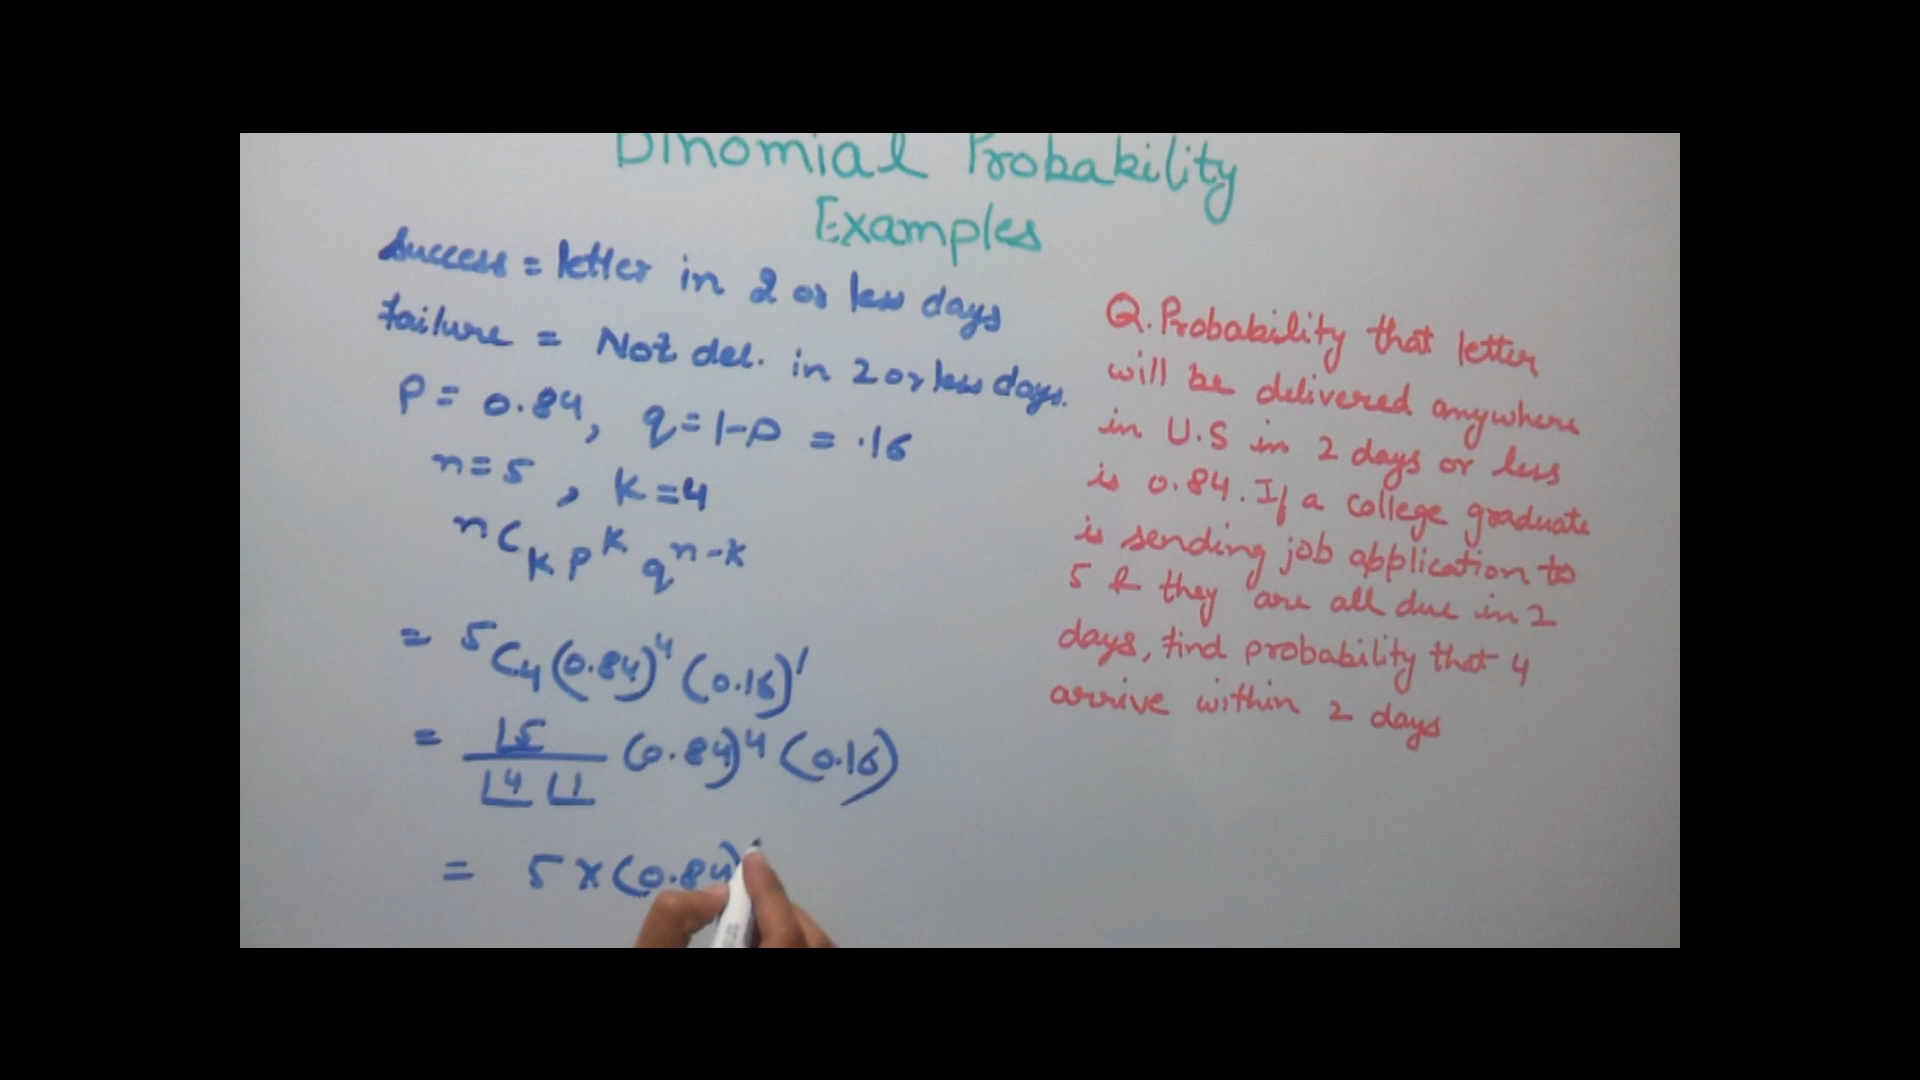 Binomial Probability
Examples
Success = letter in 2 or less days
failure = Not del. in 2 or less days.
P = 0.84, q = 1-P = .16
n = 5 , K = 4
nCK P^K q^n-K
= 5C4 (0.84)^4 (0.16)^1
= ⌊5 / ⌊4 ⌊1 (0.84)^4 (0.16)
= 5 x (0.84)
Q. Probability that letter
will be delivered anywhere
in U.S in 2 days or less
is 0.84. If a college graduate
is sending job application to
5 & they are all due in 2
days, find probability that 4
arrive within 2 days